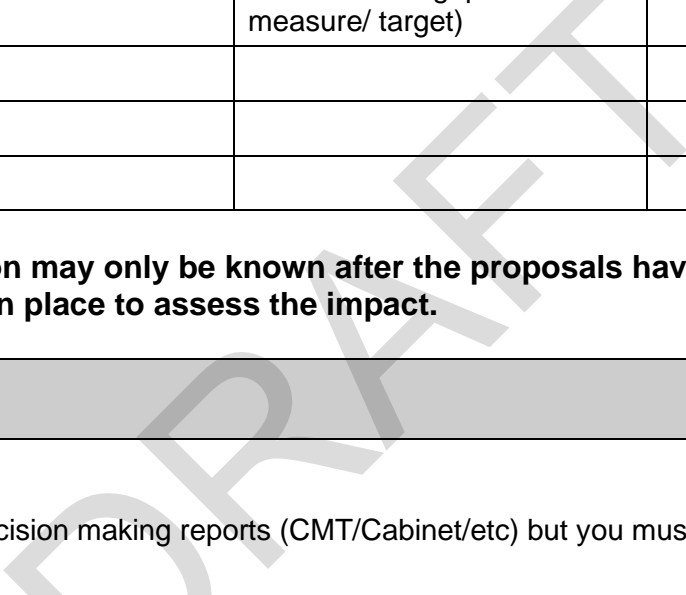 measure/ target)
on may only be known after the proposals hav
n place to assess the impact.
cision making reports (CMT/Cabinet/etc) but you mus
DRAFT